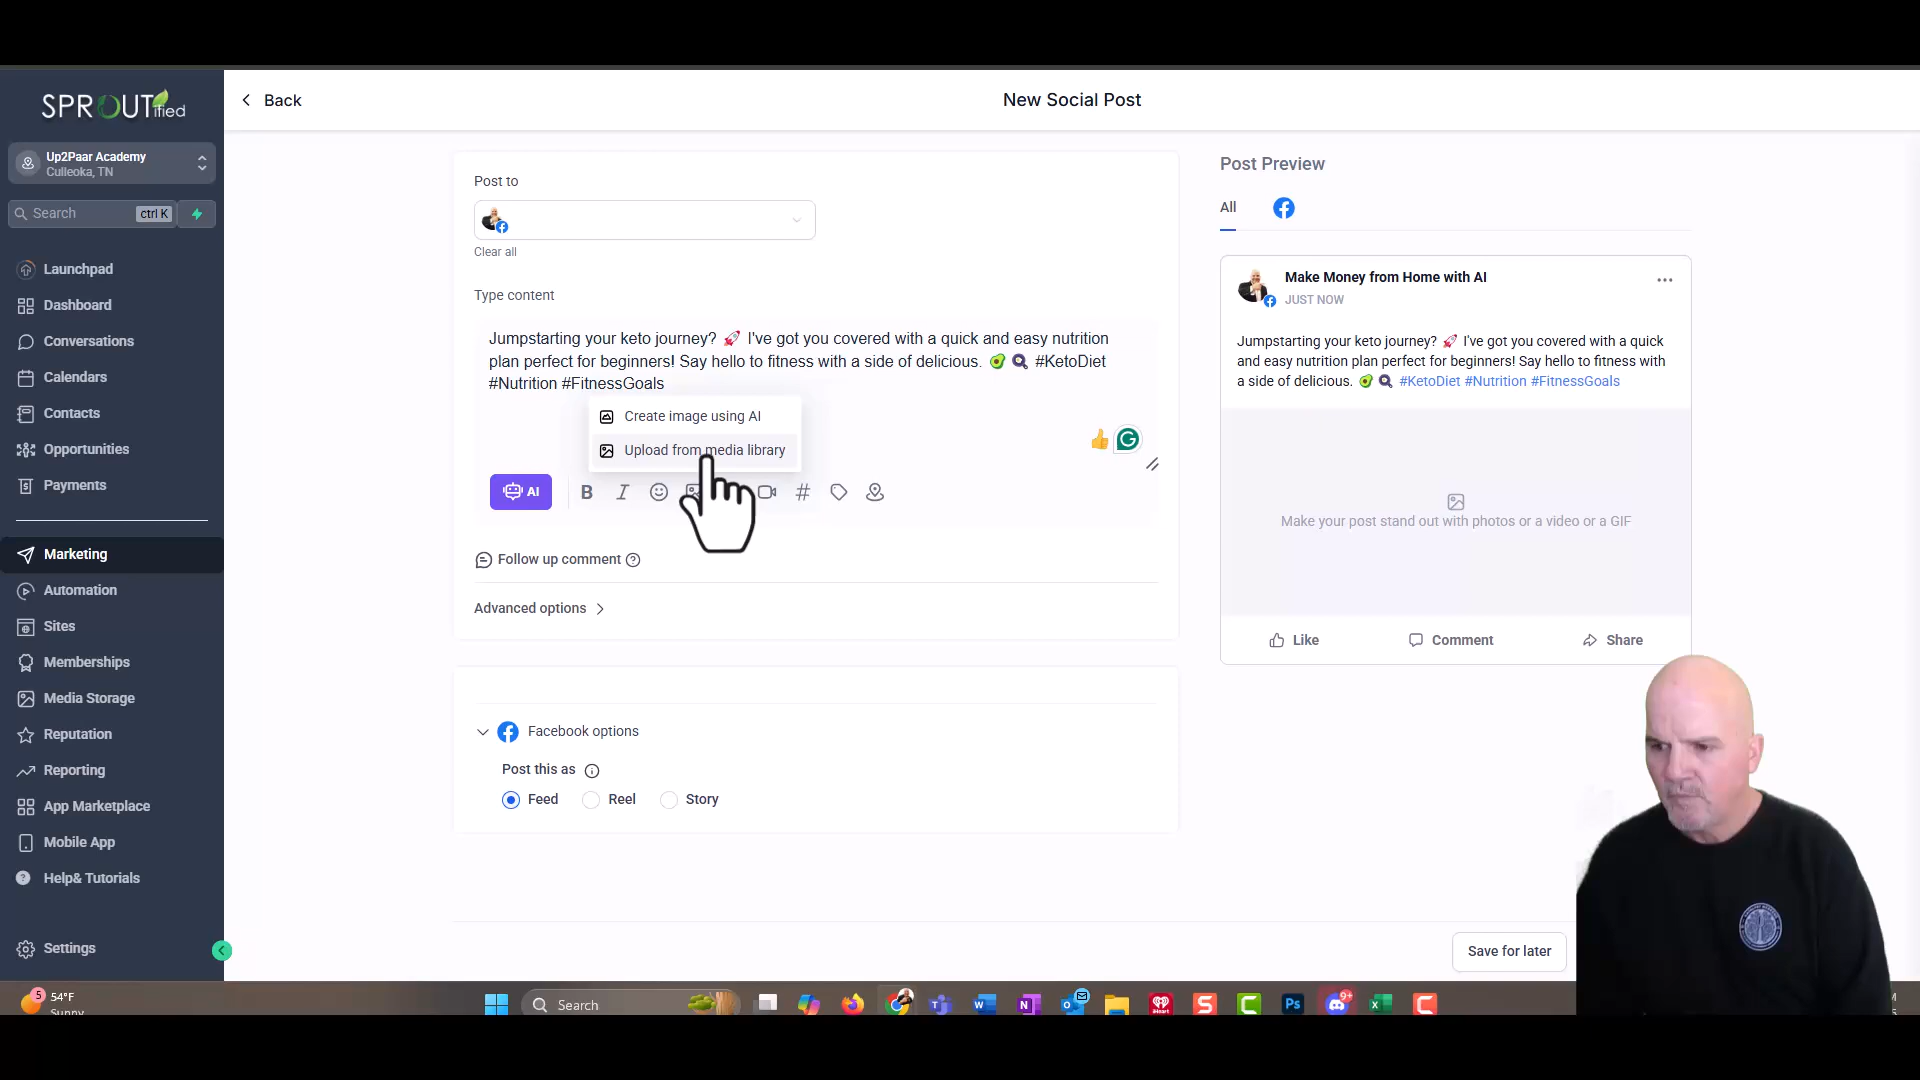 SPROUTified
Back
New Social Post
Up2Paar Academy
Culleoka, TN
Search
ctrl K
Launchpad
Dashboard
Conversations
Calendars
Contacts
Opportunities
Payments
Marketing
Automation
Sites
Memberships
Media Storage
Reputation
Reporting
App Marketplace
Mobile App
Help& Tutorials
Settings
Post to
Clear all
Type content
Jumpstarting your keto journey? 🚀 I've got you covered with a quick and easy nutrition
plan perfect for beginners! Say hello to fitness with a side of delicious. 🥑 🍳 #KetoDiet
#Nutrition #FitnessGoals
Create image using AI
Upload from media library
AI
B I #
Follow up comment
Advanced options
Facebook options
Post this as
Feed
Reel
Story
Post Preview
All
Make Money from Home with AI
JUST NOW
Jumpstarting your keto journey? 🚀 I've got you covered with a quick
and easy nutrition plan perfect for beginners! Say hello to fitness with
a side of delicious. 🥑 🍳 #KetoDiet #Nutrition #FitnessGoals
Make your post stand out with photos or a video or a GIF
Like
Comment
Share
Save for later
5
54°F
Sunny
Search
iHeart
Ps
9+